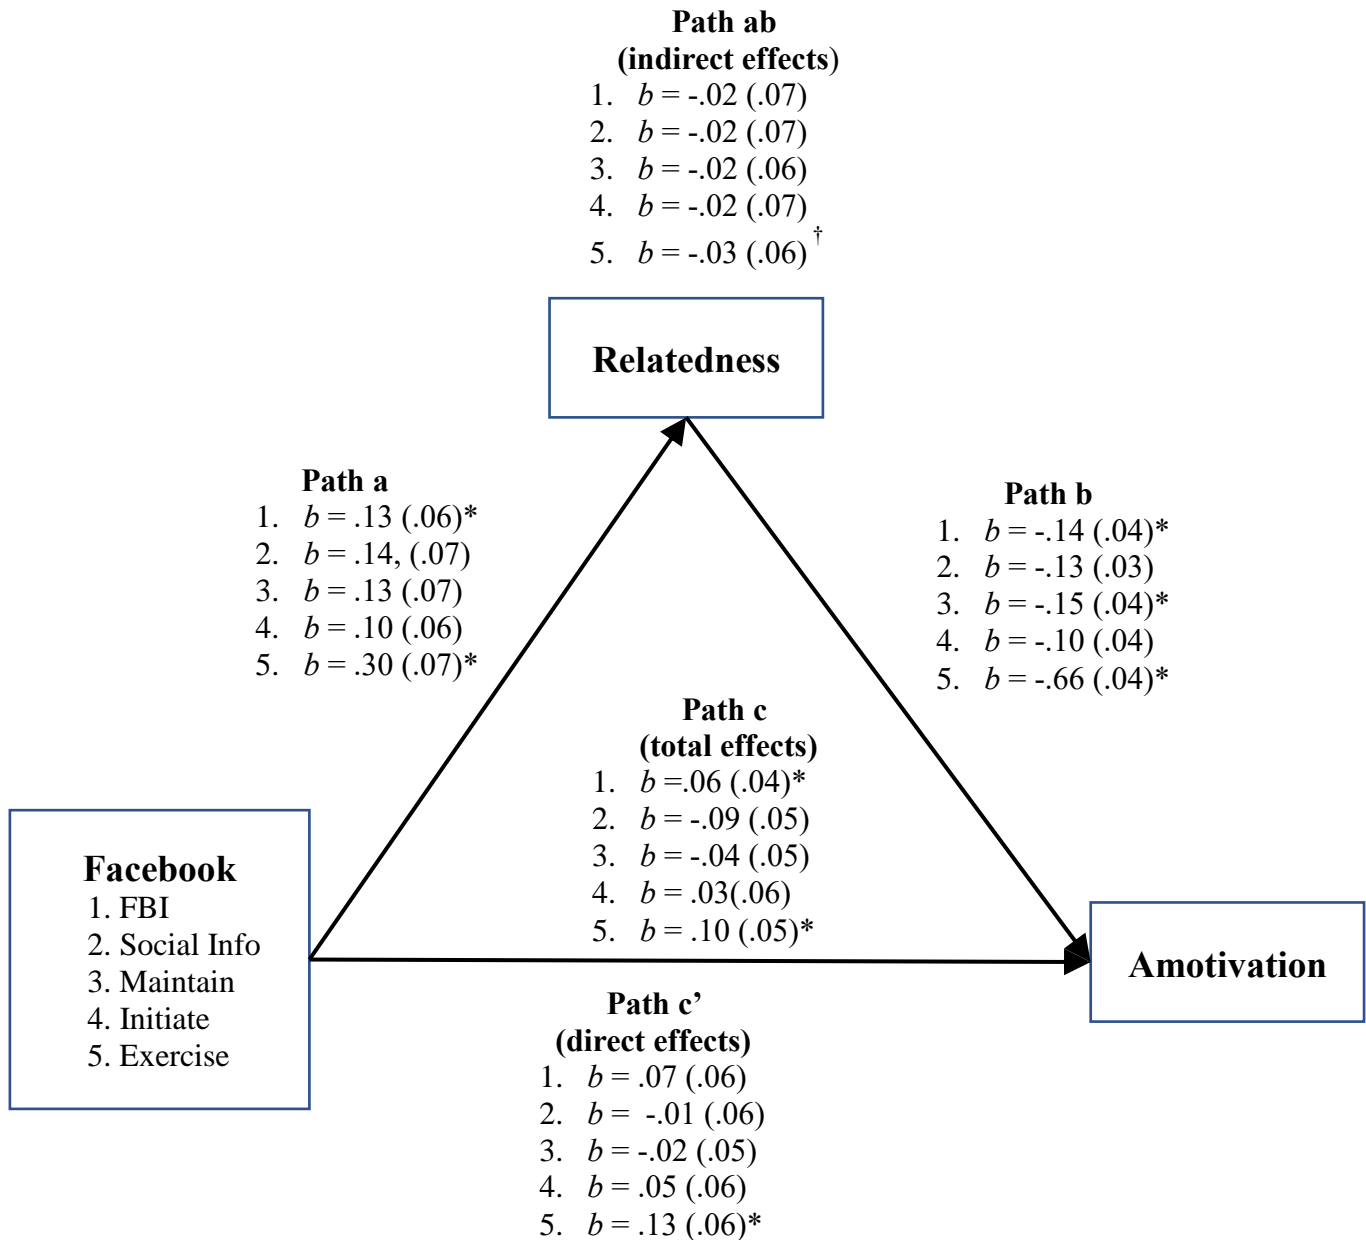 Path ab
(indirect effects)
1. b = -.02 (.07)
2. b = -.02 (.07)
3. b = -.02 (.06)
4. b = -.02 (.07)
5. b = -.03 (.06) †
Relatedness
Path a
1. b = .13 (.06)*
2. b = .14, (.07)
3. b = .13 (.07)
4. b = .10 (.06)
5. b = .30 (.07)*
Path b
1. b = -.14 (.04)*
2. b = -.13 (.03)
3. b = -.15 (.04)*
4. b = -.10 (.04)
5. b = -.66 (.04)*
Path c
(total effects)
1. b =.06 (.04)*
2. b = -.09 (.05)
3. b = -.04 (.05)
4. b = .03(.06)
5. b = .10 (.05)*
Facebook
1. FBI
2. Social Info
3. Maintain
4. Initiate
5. Exercise
Amotivation
Path c’
(direct effects)
1. b = .07 (.06)
2. b = -.01 (.06)
3. b = -.02 (.05)
4. b = .05 (.06)
5. b = .13 (.06)*